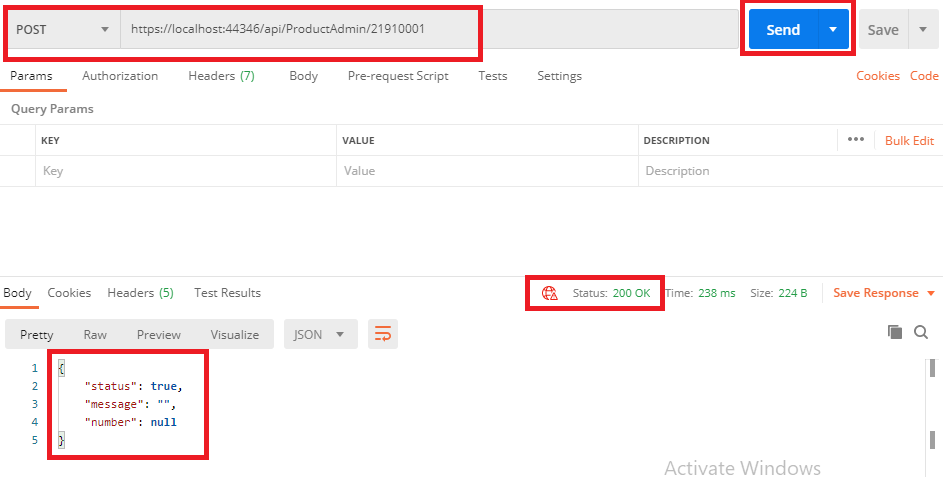 POST https://localhost:44346/api/ProductAdmin/21910001 Send Save
Params Authorization Headers (7) Body Pre-request Script Tests Settings Cookies Code
Query Params
KEY VALUE DESCRIPTION ••• Bulk Edit
Key Value Description
Body Cookies Headers (5) Test Results Status: 200 OK Time: 238 ms Size: 224 B Save Response
Pretty Raw Preview Visualize JSON
1 {
2 "status": true,
3 "message": "",
4 "number": null
5 }
Activate Windows